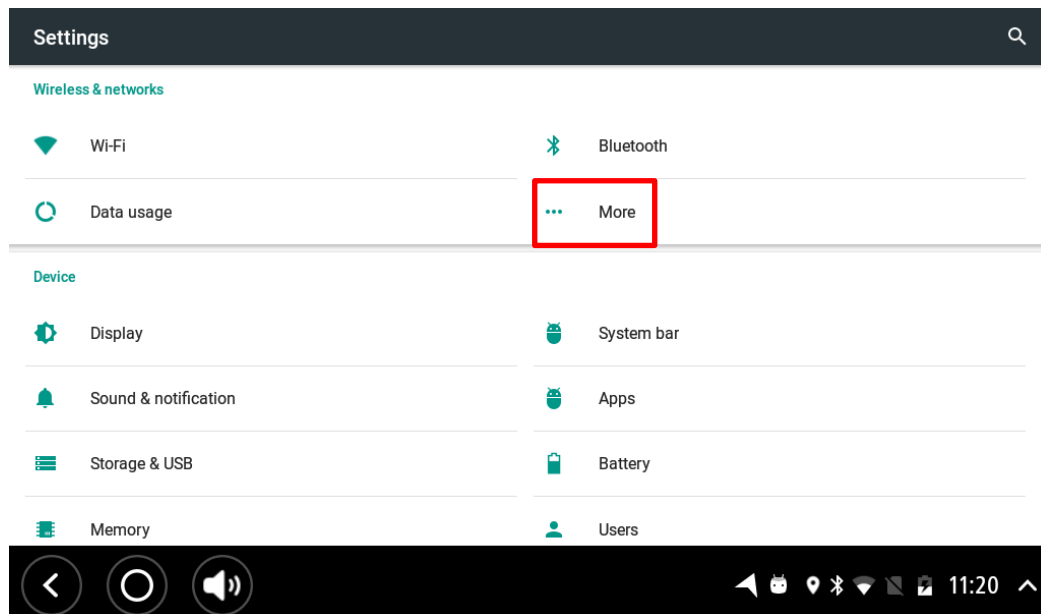 Settings
Wireless & networks
Wi-Fi
Bluetooth
Data usage
More
Device
Display
System bar
Sound & notification
Apps
Storage & USB
Battery
Memory
Users
11:20